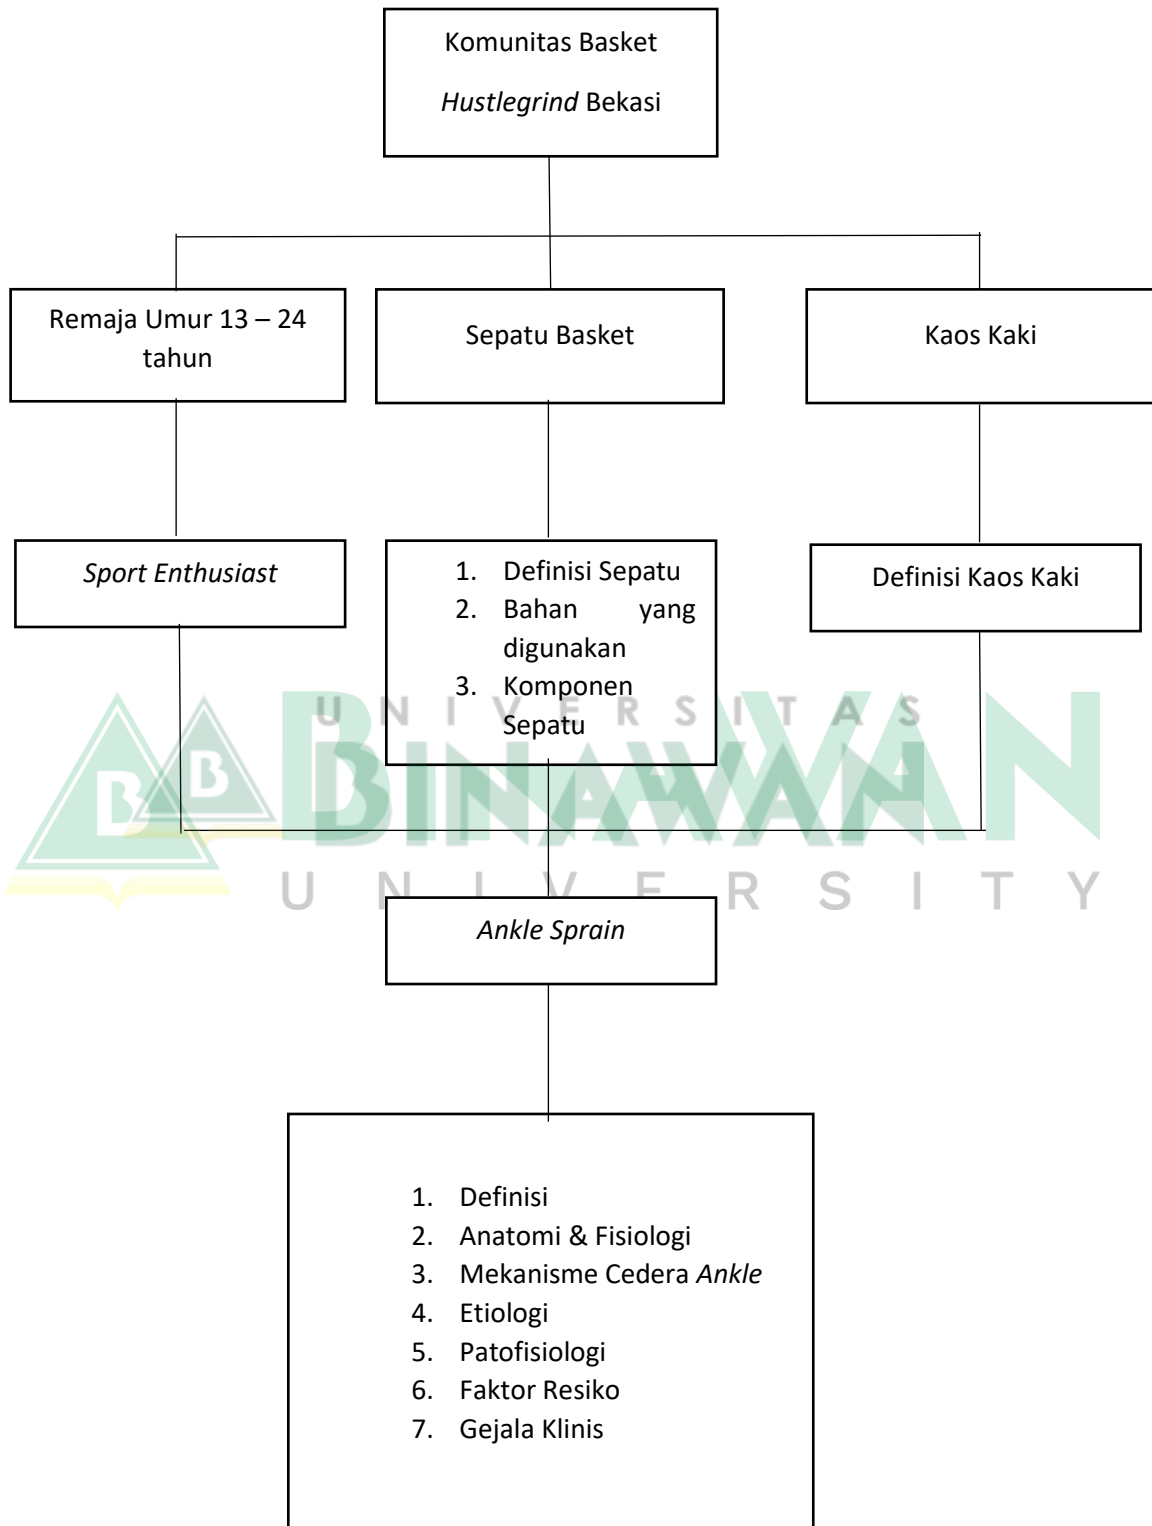 Komunitas Basket
Hustlegrind Bekasi
Remaja Umur 13 – 24
tahun
Sepatu Basket
Kaos Kaki
Sport Enthusiast
1. Definisi Sepatu
2. Bahan yang
digunakan
3. Komponen
Sepatu
Definisi Kaos Kaki
UNIVERSITAS
BINAWAN
BINAWAN
UNIVERSITY
B
B
Ankle Sprain
1. Definisi
2. Anatomi & Fisiologi
3. Mekanisme Cedera Ankle
4. Etiologi
5. Patofisiologi
6. Faktor Resiko
7. Gejala Klinis